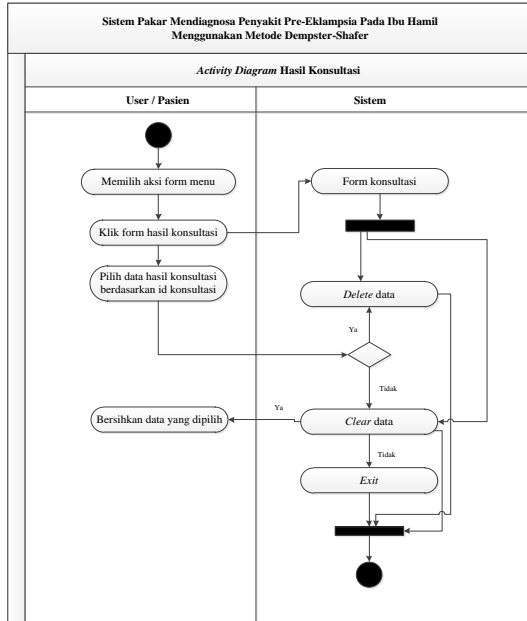 Sistem Pakar Mendiagnosa Penyakit Pre-Eklampsia Pada Ibu Hamil
Menggunakan Metode Dempster-Shafer
Activity Diagram Hasil Konsultasi
User / Pasien
Sistem
Memilih aksi form menu
Form konsultasi
Klik form hasil konsultasi
Pilih data hasil konsultasi
berdasarkan id konsultasi
Delete data
Ya
Tidak
Ya
Bersihkan data yang dipilih
Clear data
Tidak
Exit